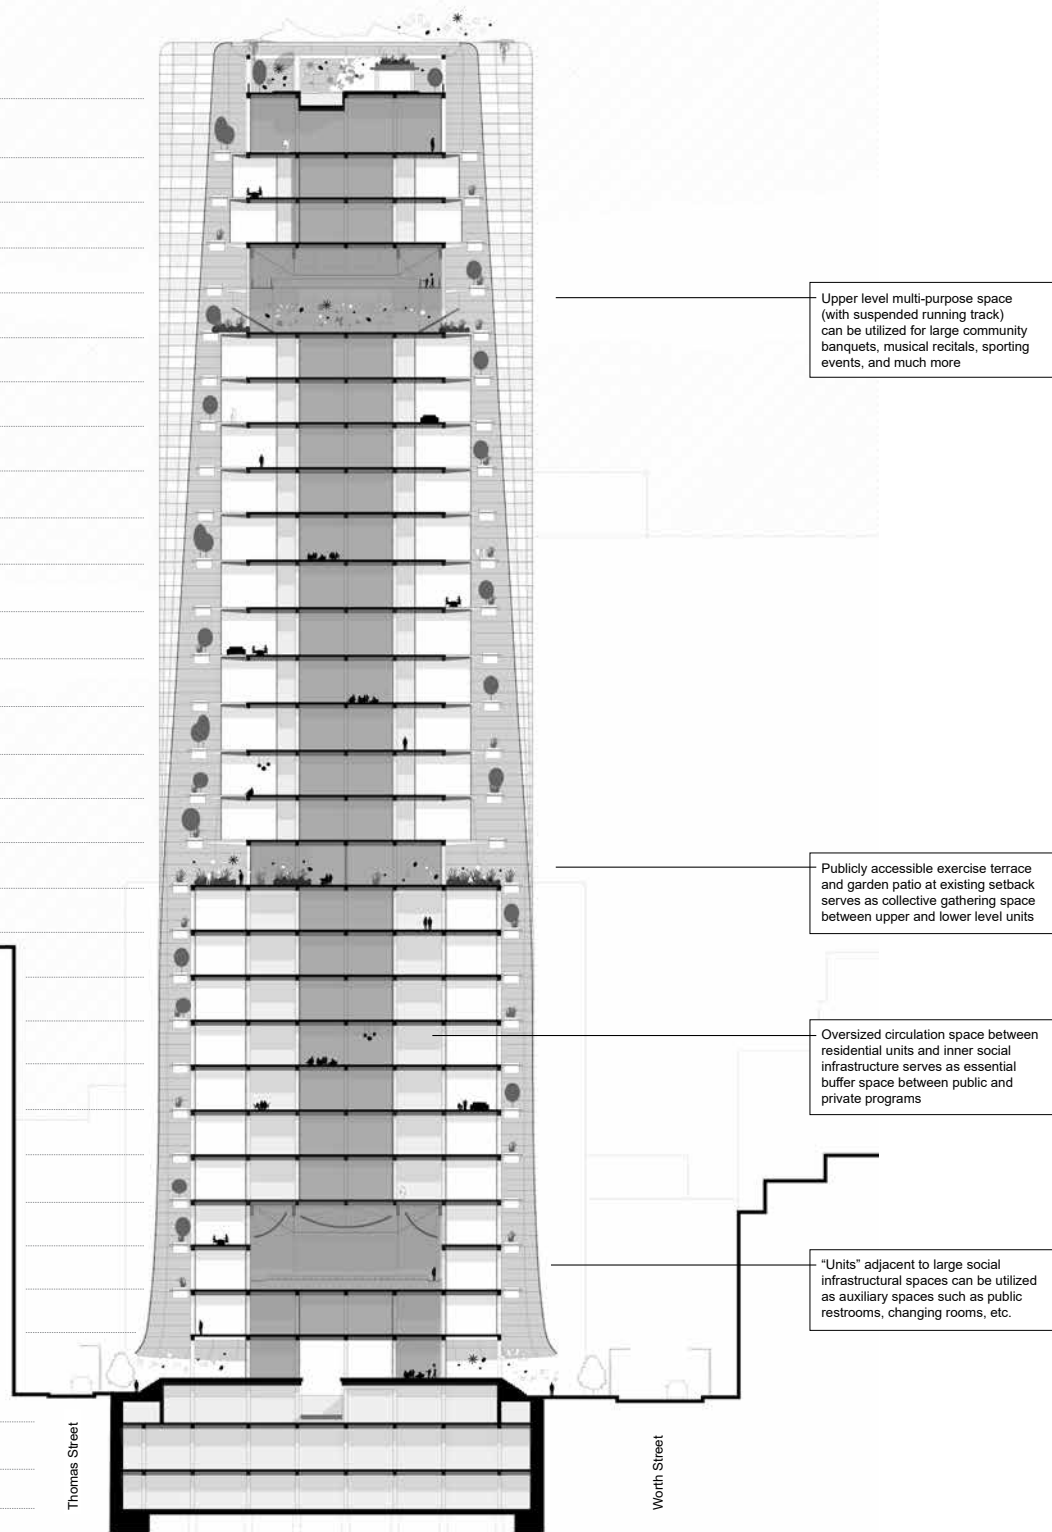 Upper level multi-purpose space
(with suspended running track)
can be utilized for large community
banquets, musical recitals, sporting
events, and much more
Publicly accessible exercise terrace
and garden patio at existing setback
serves as collective gathering space
between upper and lower level units
Oversized circulation space between
residential units and inner social
infrastructure serves as essential
buffer space between public and
private programs
“Units” adjacent to large social
infrastructural spaces can be utilized
as auxiliary spaces such as public
restrooms, changing rooms, etc.
Thomas Street
Worth Street